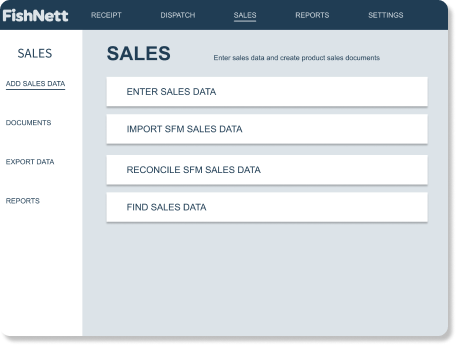 FishNett
RECEIPT
DISPATCH
SALES
REPORTS
SETTINGS
SALES
ADD SALES DATA
DOCUMENTS
EXPORT DATA
REPORTS
SALES
Enter sales data and create product sales documents
ENTER SALES DATA
IMPORT SFM SALES DATA
RECONCILE SFM SALES DATA
FIND SALES DATA